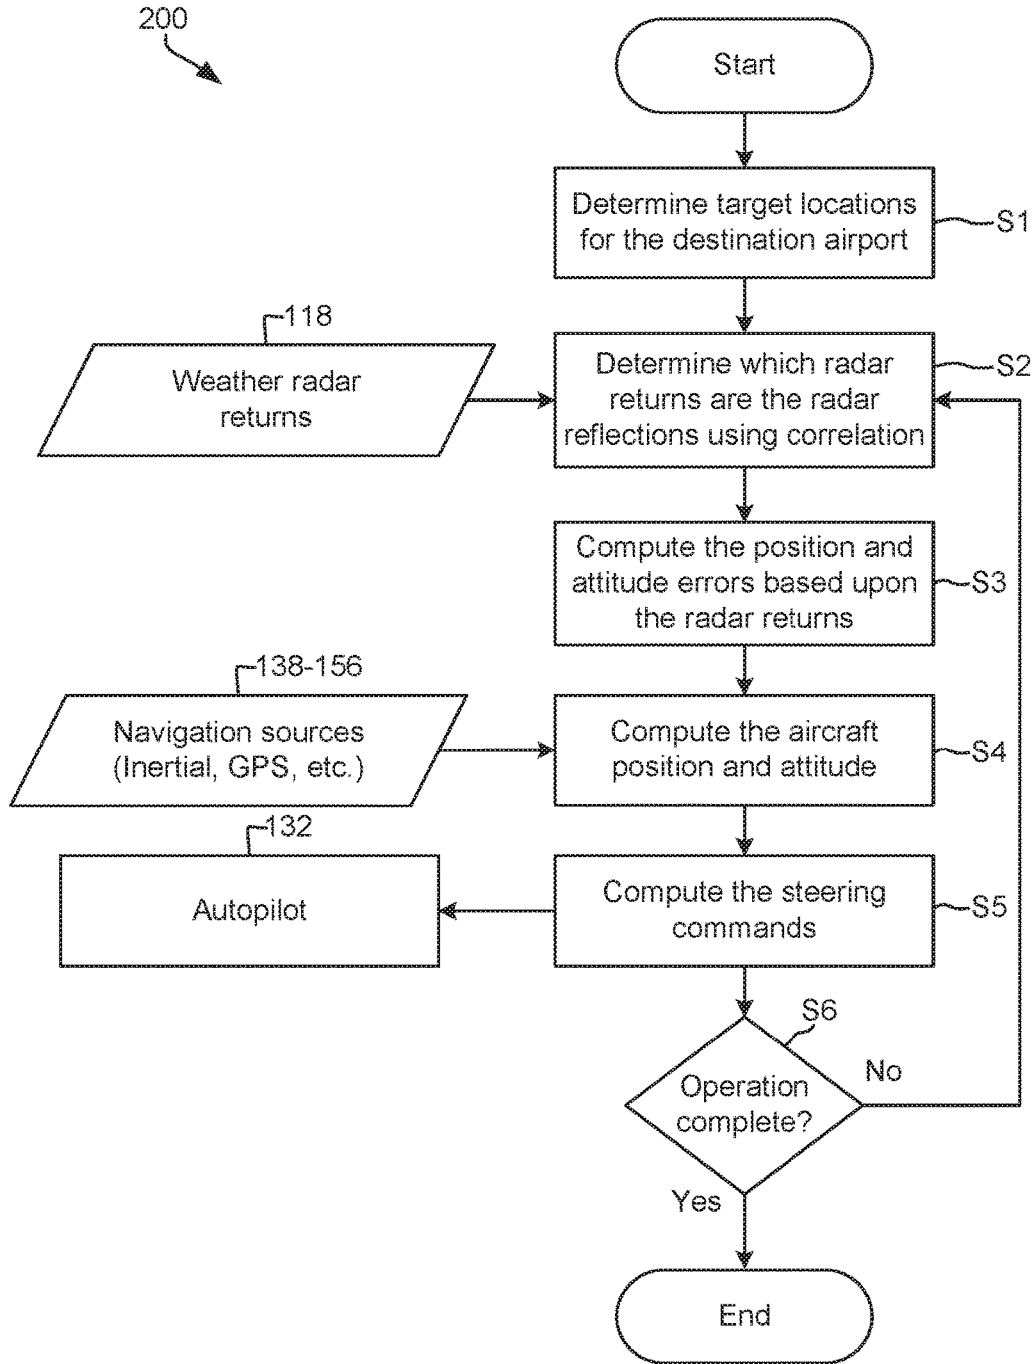 200
Start
Determine target locations
for the destination airport
S1
118
Weather radar
returns
Determine which radar
returns are the radar
reflections using correlation
S2
Compute the position and
attitude errors based upon
the radar returns
S3
138-156
Navigation sources
(Inertial, GPS, etc.)
Compute the aircraft
position and attitude
S4
132
Autopilot
Compute the steering
commands
S5
S6
Operation
complete?
No
Yes
End